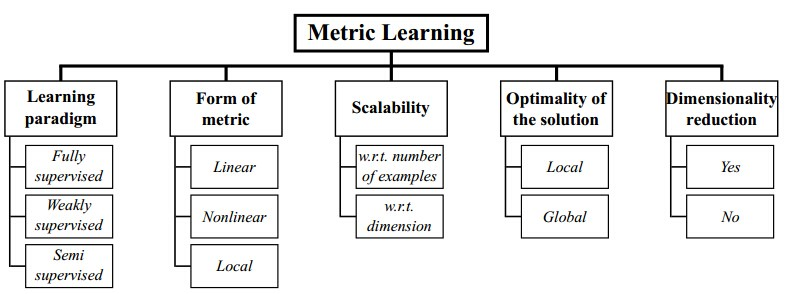 Metric Learning
Learning
paradigm
Fully
supervised
Weakly
supervised
Semi
supervised
Form of
metric
Linear
Nonlinear
Local
Scalability
w.r.t. number
of examples
w.r.t.
dimension
Optimality of
the solution
Local
Global
Dimensionality
reduction
Yes
No